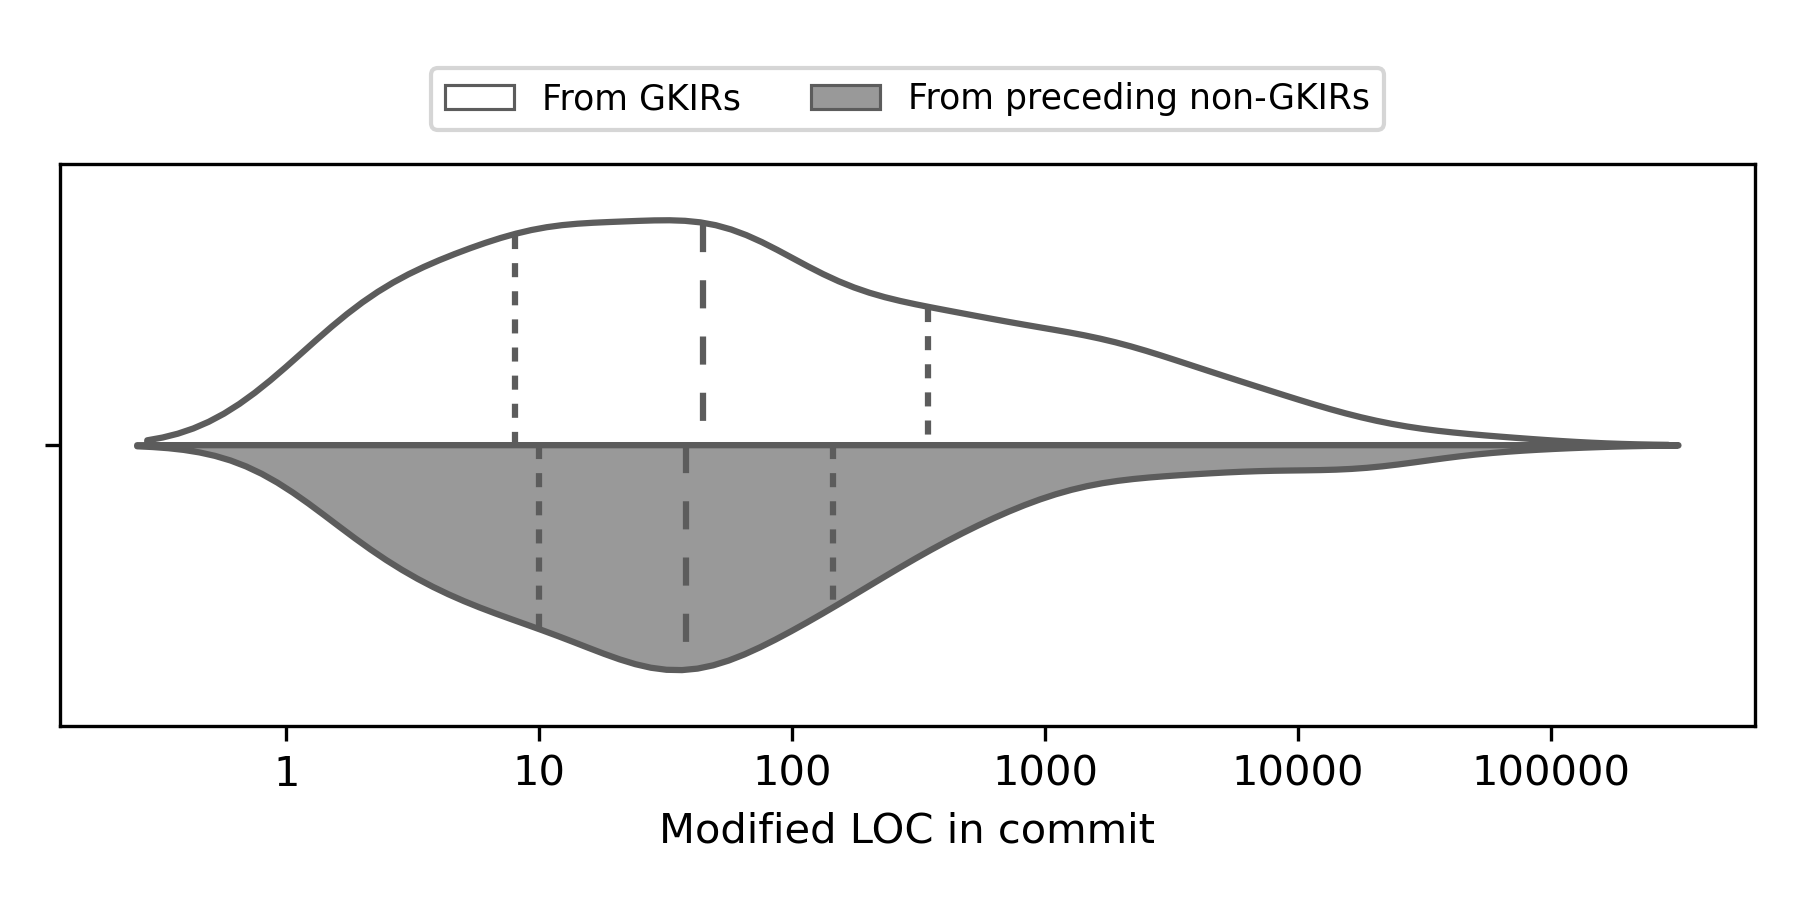 From GKIRs From preceding non-GKIRs
1 10 100 1000 10000 100000
Modified LOC in commit